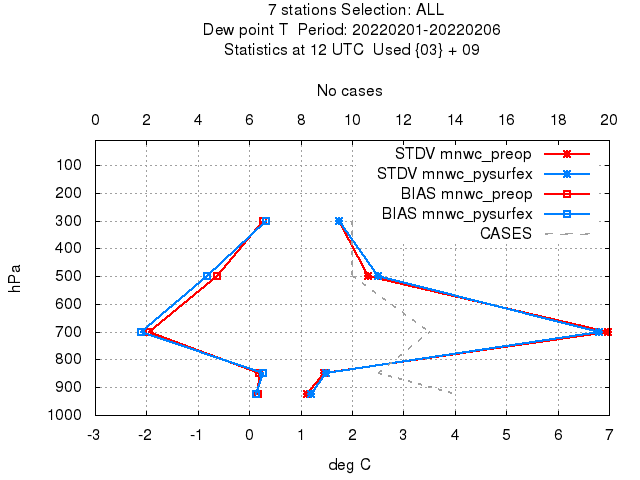 7 stations Selection: ALL
Dew point T  Period: 20220201-20220206
Statistics at 12 UTC  Used {03} + 09
No cases
0 2 4 6 8 10 12 14 16 18 20
STDV mnwc_preop
STDV mnwc_pysurfex
BIAS mnwc_preop
BIAS mnwc_pysurfex
CASES
100
200
300
400
500
600
700
800
900
1000
hPa
-3 -2 -1 0 1 2 3 4 5 6 7
deg C